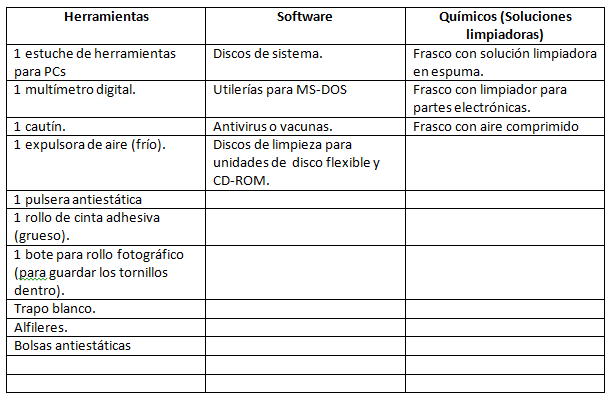 Herramientas
Software
Químicos (Soluciones
limpiadoras)
1 estuche de herramientas
para PCs
Discos de sistema.
Frasco con solución limpiadora
en espuma.
1 multímetro digital.
Utilerías para MS-DOS
Frasco con limpiador para
partes electrónicas.
1 cautín.
Antivirus o vacunas.
Frasco con aire comprimido
1 expulsora de aire (frío).
Discos de limpieza para
unidades de disco flexible y
CD-ROM.
1 pulsera antiestática
1 rollo de cinta adhesiva
(grueso).
1 bote para rollo fotográfico
(para guardar los tornillos
dentro).
Trapo blanco.
Alfileres.
Bolsas antiestáticas